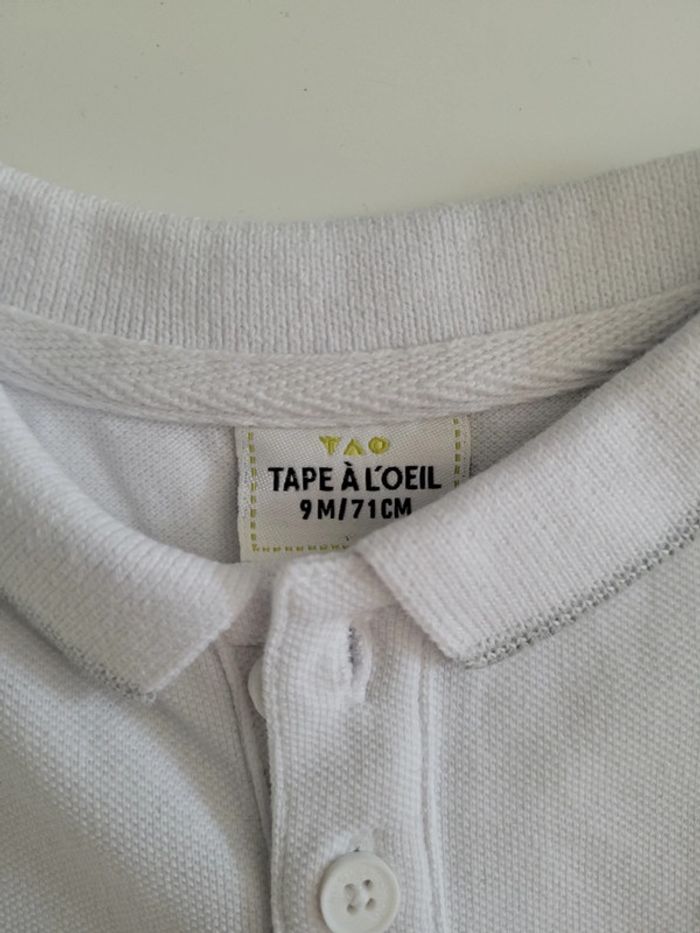 TAO
TAPE À L'OEIL
9M/71CM